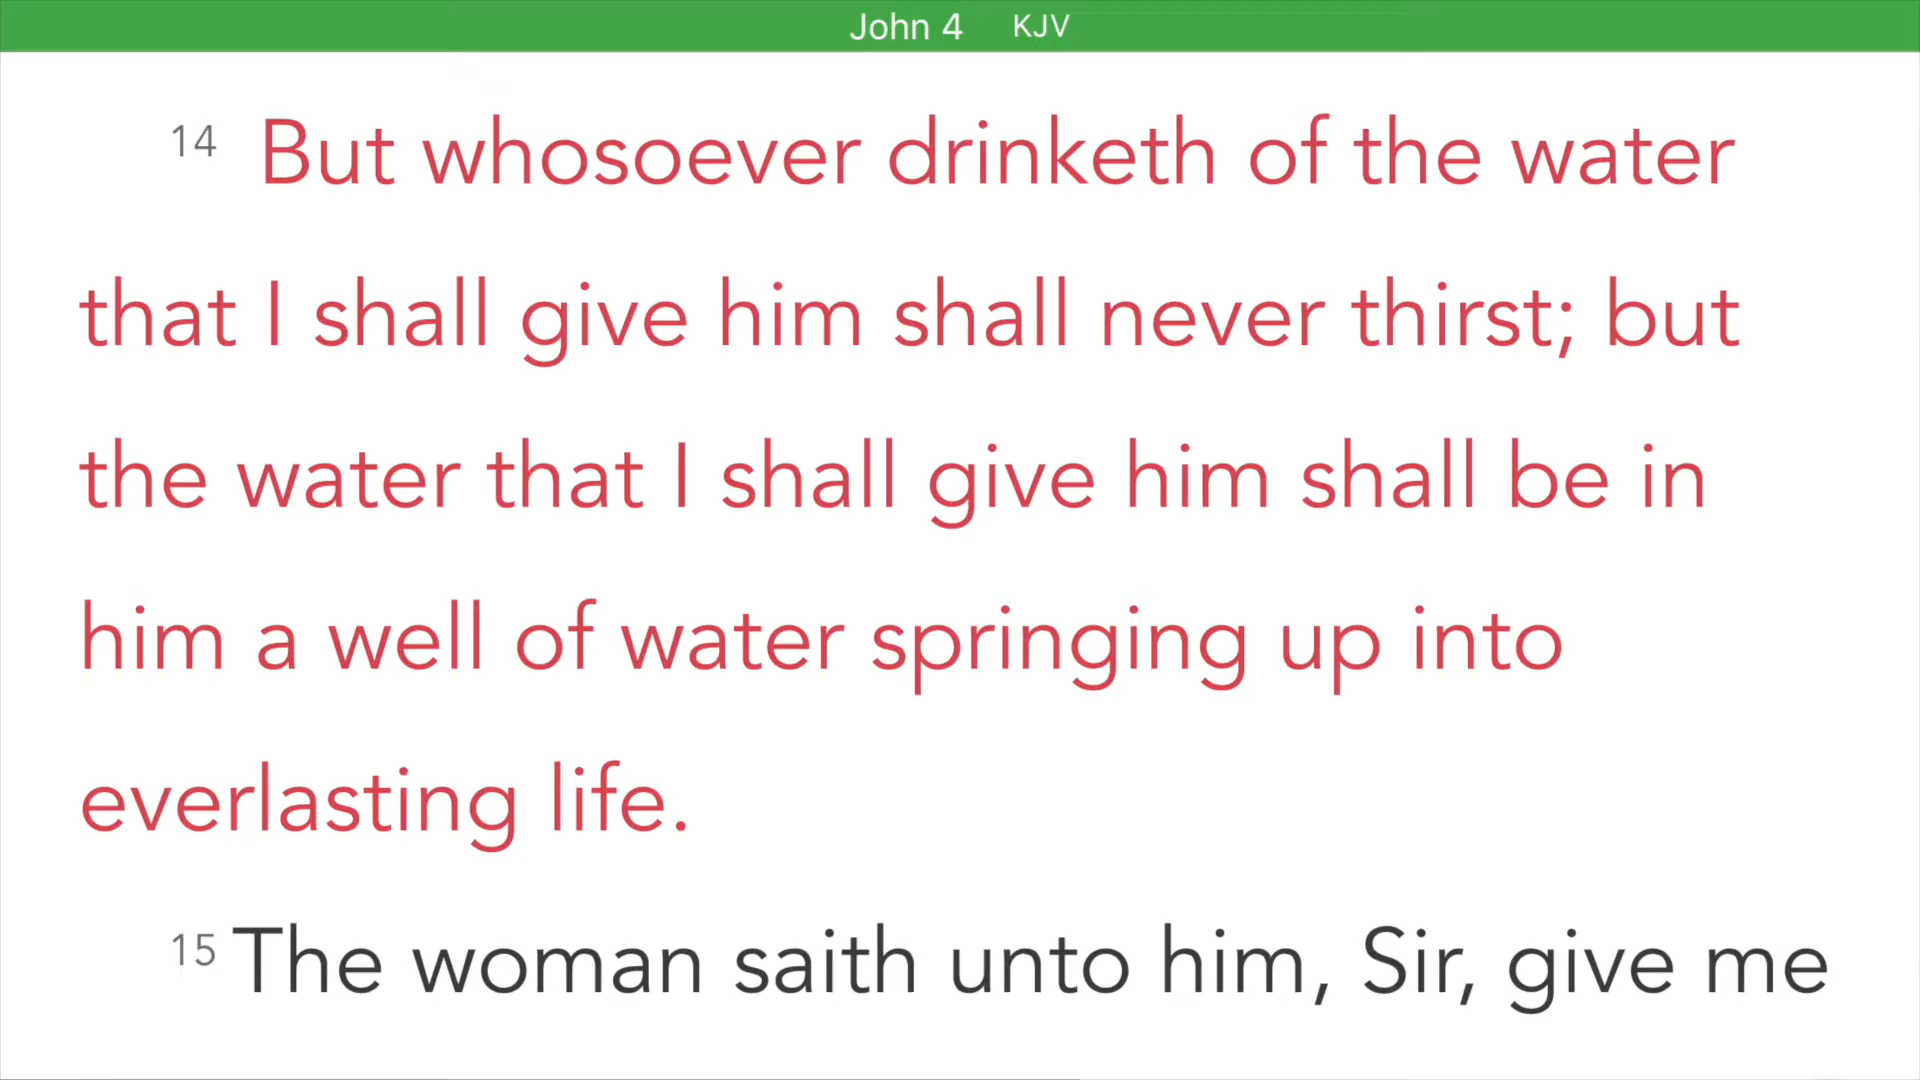 John 4 KJV
14 But whosoever drinketh of the water
that I shall give him shall never thirst; but
the water that I shall give him shall be in
him a well of water springing up into
everlasting life.
15 The woman saith unto him, Sir, give me